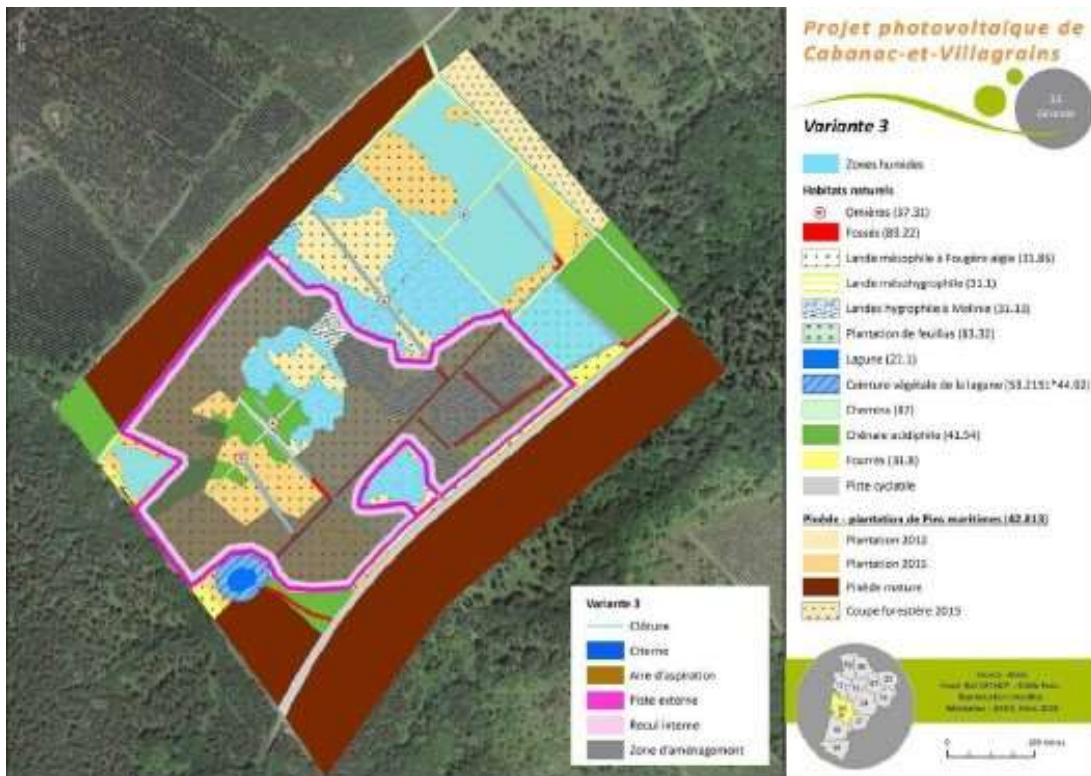 Projet photovoltaïque de
Cabanac-et-Villagrains
33
Gironde
Variante 3
Zones humides
Habitats naturels
Ornières (37.31)
Fossés (89.22)
Lande mésophile à Fougère aigle (31.86)
Lande mésohygrophile (31.1)
Landes hygrophile à Molinie (31.13)
Plantation de feuillus (83.32)
Lagune (22.1)
Ceinture végétale de la lagune
Chemins (87)
Chênaie acidiphile (41.54)
Fourrés (31.8)
Piste cyclable
Pinède - plantation de Pins maritimes (42.813)
Plantation 2012
Plantation 2015
Pinède mature
Coupe forestière 2015
Variante 3
Clôture
Citerne
Aire d'aspiration
Piste externe
Recul interne
Zone d'aménagement
0